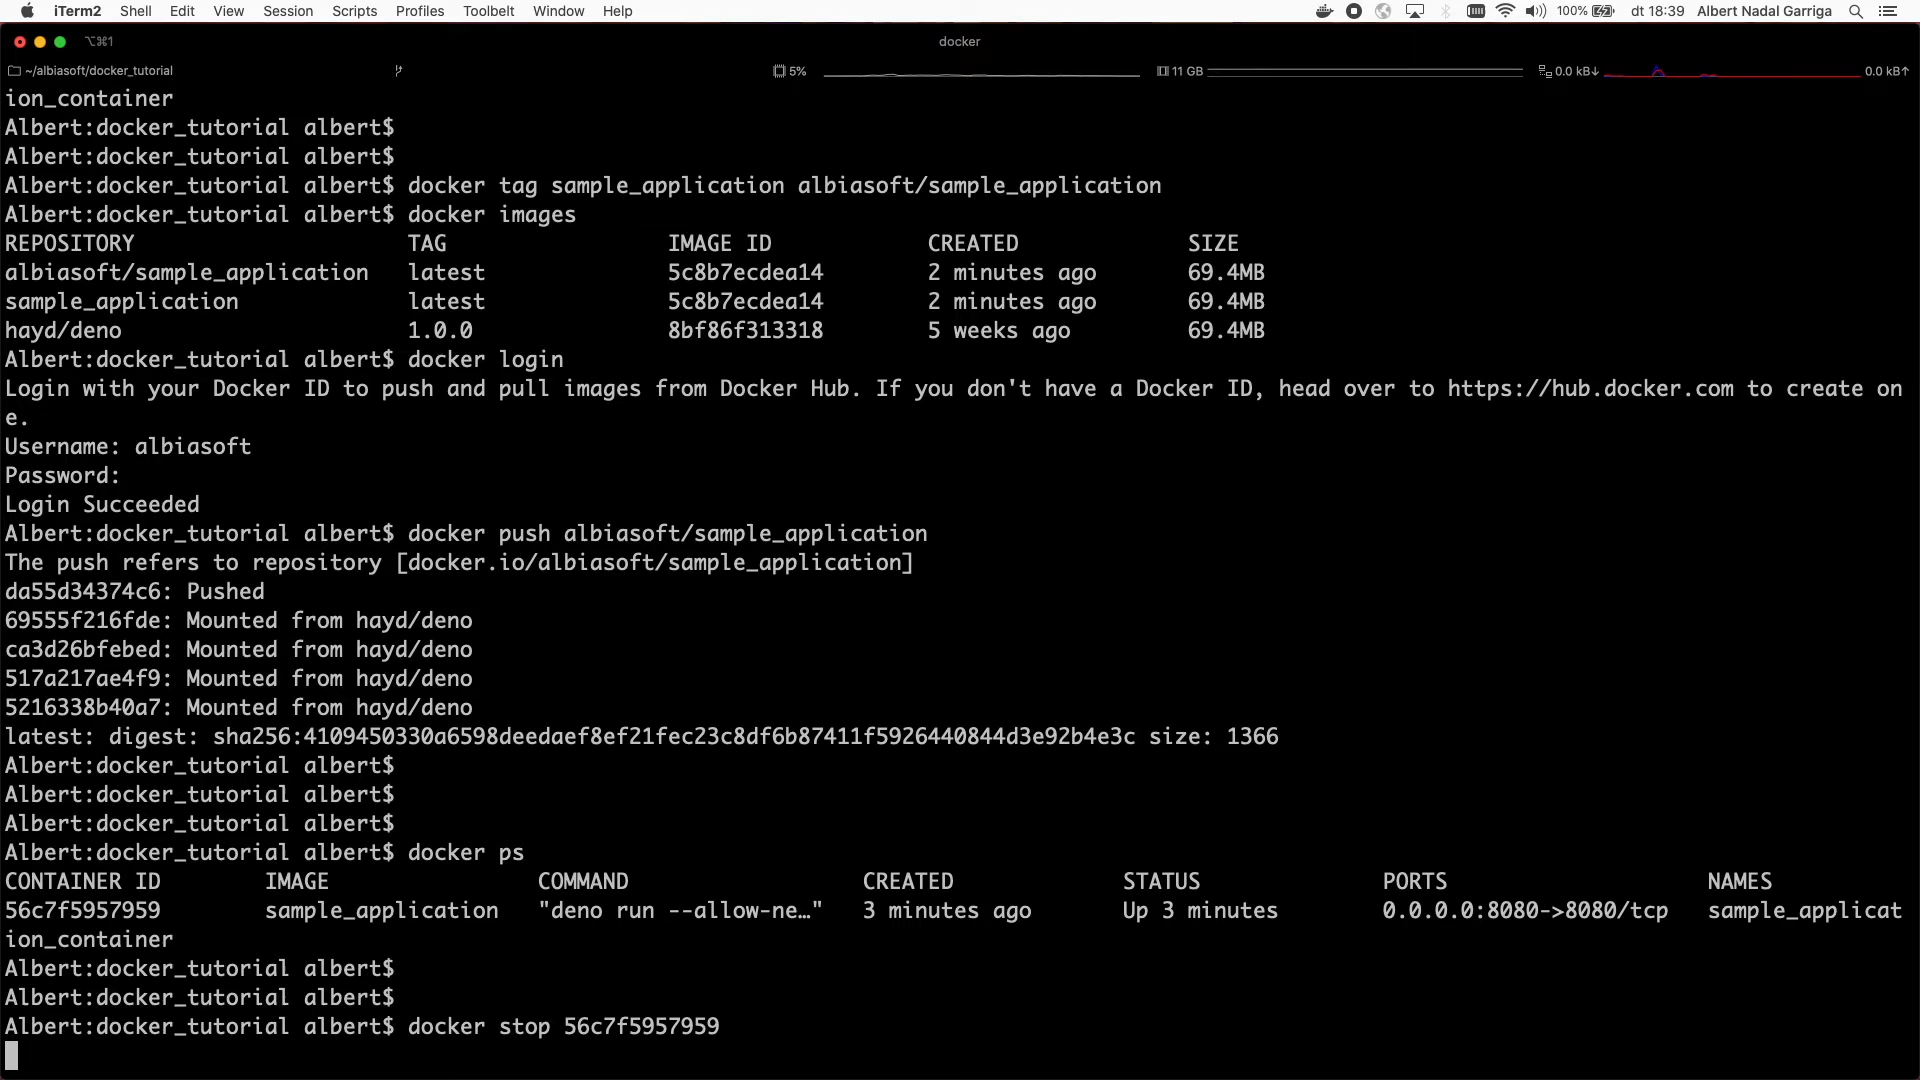 iTerm2 Shell Edit View Session Scripts Profiles Toolbelt Window Help 100% dt 18:39 Albert Nadal Garriga
⌥⌘1 docker
~/albiasoft/docker_tutorial 5% 11 GB 0.0 kB↓ 0.0 kB↑
ion_container
Albert:docker_tutorial albert$
Albert:docker_tutorial albert$
Albert:docker_tutorial albert$ docker tag sample_application albiasoft/sample_application
Albert:docker_tutorial albert$ docker images
REPOSITORY TAG IMAGE ID CREATED SIZE
albiasoft/sample_application latest 5c8b7ecdea14 2 minutes ago 69.4MB
sample_application latest 5c8b7ecdea14 2 minutes ago 69.4MB
hayd/deno 1.0.0 8bf86f313318 5 weeks ago 69.4MB
Albert:docker_tutorial albert$ docker login
Login with your Docker ID to push and pull images from Docker Hub. If you don't have a Docker ID, head over to https://hub.docker.com to create on
e.
Username: albiasoft
Password:
Login Succeeded
Albert:docker_tutorial albert$ docker push albiasoft/sample_application
The push refers to repository [docker.io/albiasoft/sample_application]
da55d34374c6: Pushed
69555f216fde: Mounted from hayd/deno
ca3d26bfebed: Mounted from hayd/deno
517a217ae4f9: Mounted from hayd/deno
5216338b40a7: Mounted from hayd/deno
latest: digest: sha256:4109450330a6598deedaef8ef21fec23c8df6b87411f5926440844d3e92b4e3c size: 1366
Albert:docker_tutorial albert$
Albert:docker_tutorial albert$
Albert:docker_tutorial albert$
Albert:docker_tutorial albert$ docker ps
CONTAINER ID IMAGE COMMAND CREATED STATUS PORTS NAMES
56c7f5957959 sample_application "deno run --allow-ne…" 3 minutes ago Up 3 minutes 0.0.0.0:8080->8080/tcp sample_applicat
ion_container
Albert:docker_tutorial albert$
Albert:docker_tutorial albert$
Albert:docker_tutorial albert$ docker stop 56c7f5957959